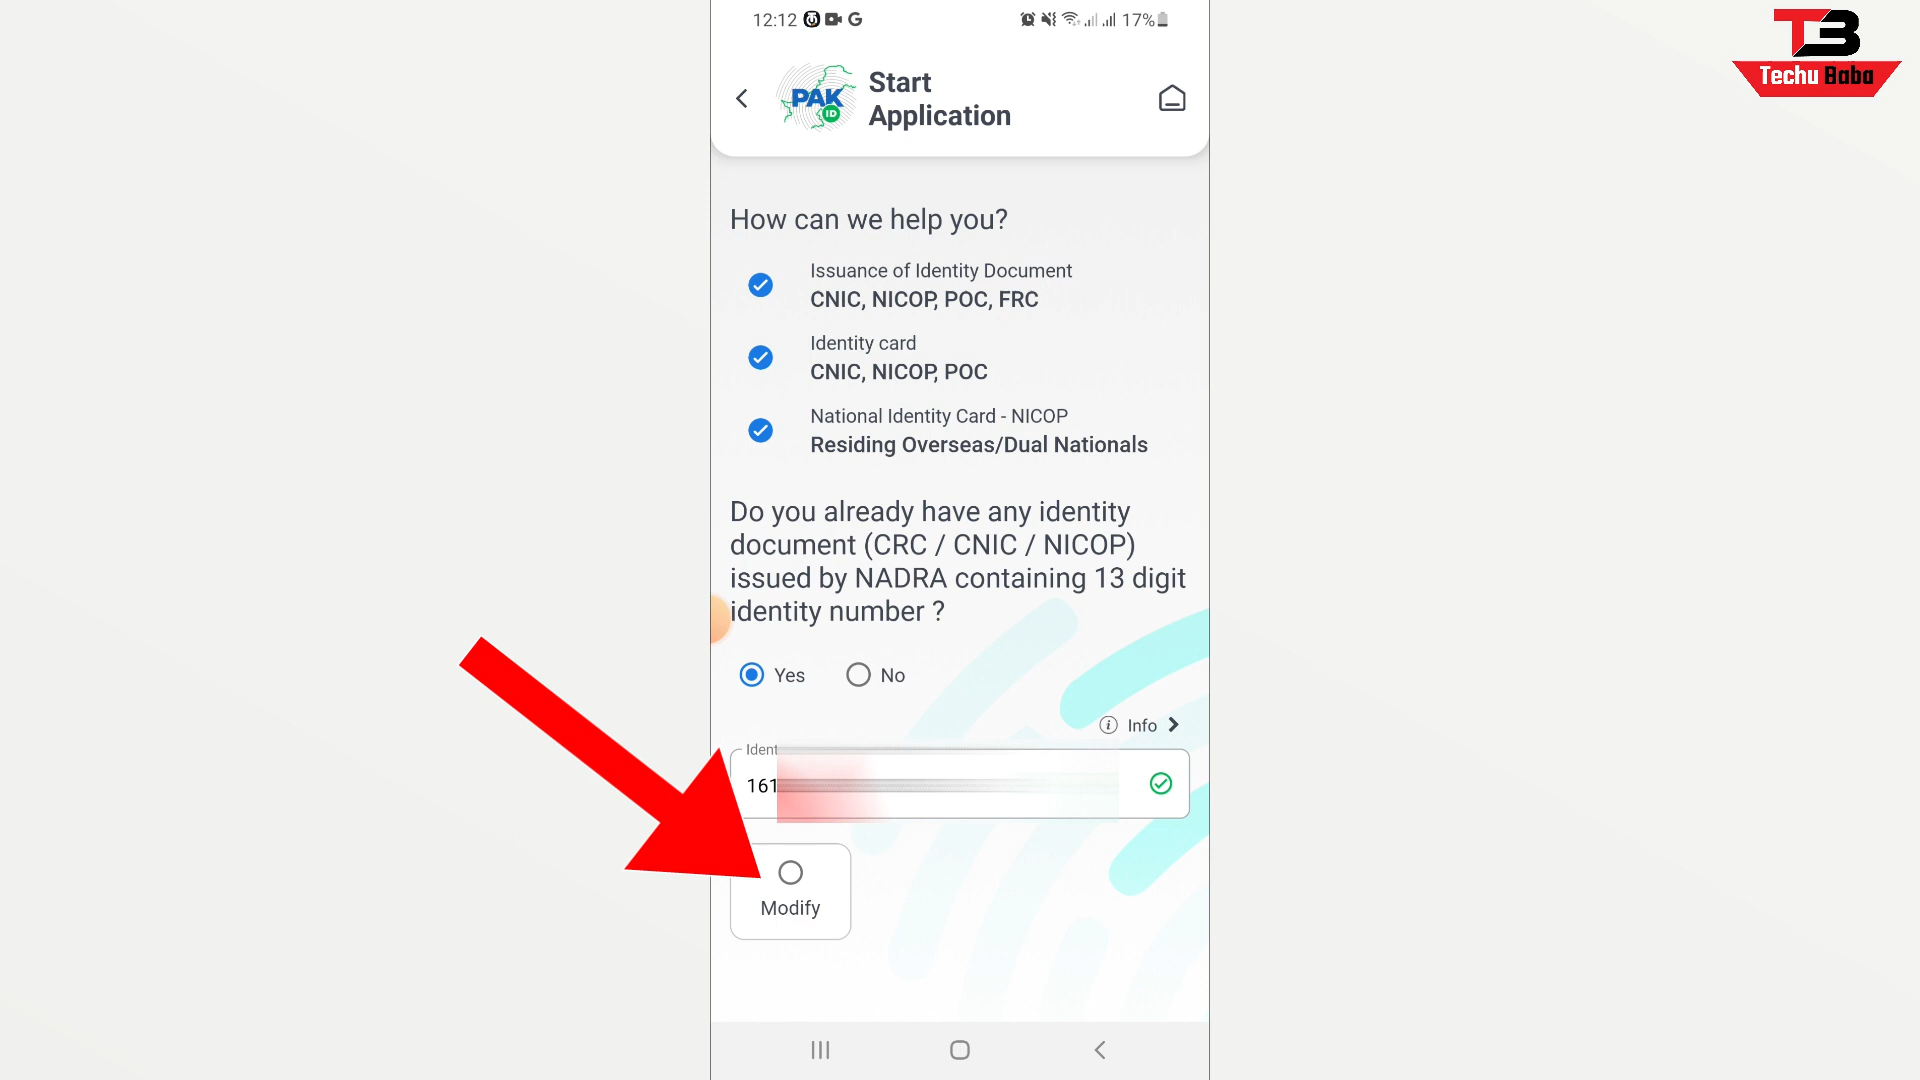 12:12
17%
T3
Techu Baba
PAK
ID
Start
Application
How can we help you?
Issuance of Identity Document
CNIC, NICOP, POC, FRC
Identity card
CNIC, NICOP, POC
National Identity Card - NICOP
Residing Overseas/Dual Nationals
Do you already have any identity
document (CRC / CNIC / NICOP)
issued by NADRA containing 13 digit
identity number ?
Yes
No
Info
Ident
161
Modify